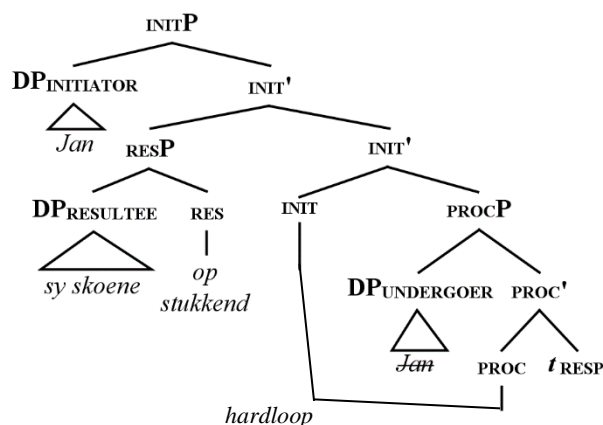 INITP
DPINITIATOR INIT'
Jan
RESP INIT'
DPRESULTEE RES INIT PROCP
sy skoene op
stukkend
DPUNDERGOER PROC'
Jan
PROC t RESP
hardloop